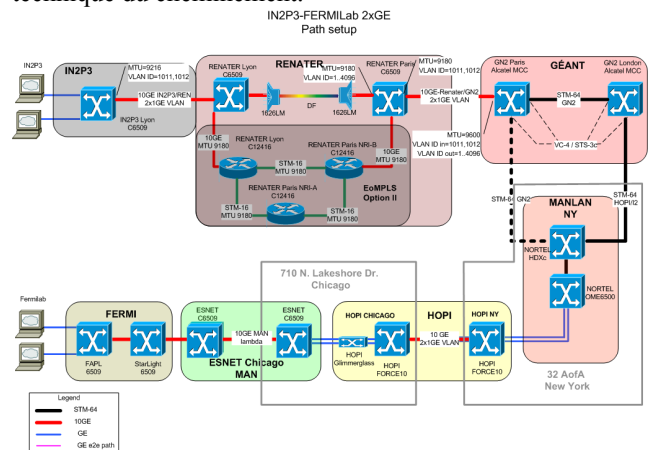 technique du cheminement.
IN2P3-FERMILab 2xGE
Path setup
IN2P3
IN2P3
MTU=9216
VLAN ID=1011,1012
10GE IN2P3/REN
2x1GE VLAN
IN2P3 Lyon
C6509
RENATER
RENATER Lyon
C6509
MTU=9180
VLAN ID=1..4096
1626LM
DF
1626LM
RENATER Paris
C6509
MTU=9180
VLAN ID=1011,1012
10GE-Renater/GN2
2x1GE VLAN
10GE
MTU 9180
10GE
MTU 9180
RENATER Lyon
C12416
STM-16
MTU 9180
RENATER Paris NRI-B
C12416
RENATER Paris NRI-A
C12416
STM-16
MTU 9180
STM-16
MTU 9180
EoMPLS
Option II
GÉANT
GN2 Paris
Alcatel MCC
GN2 London
Alcatel MCC
STM-64
GN2
MTU=9600
VLAN ID in=1011,1012
VLAN ID out=1..4096
VC-4 / STS-3c
STM-64 GN2
STM-64
HOPI/I2
MANLAN
NY
NORTEL
HDXc
NORTEL
OME6500
32 AofA
New York
710 N. Lakeshore Dr.
Chicago
Fermilab
FERMI
FAPL
6509
StarLight
6509
ESNET
C6509
10GE MAN
lambda
ESNET
C6509
ESNET Chicago
MAN
HOPI CHICAGO
HOPI
HOPI NY
HOPI
Glimmerglass
HOPI
FORCE10
10 GE
2x1GE VLAN
HOPI
FORCE10
Legend
STM-64
10GE
GE
GE e2e path